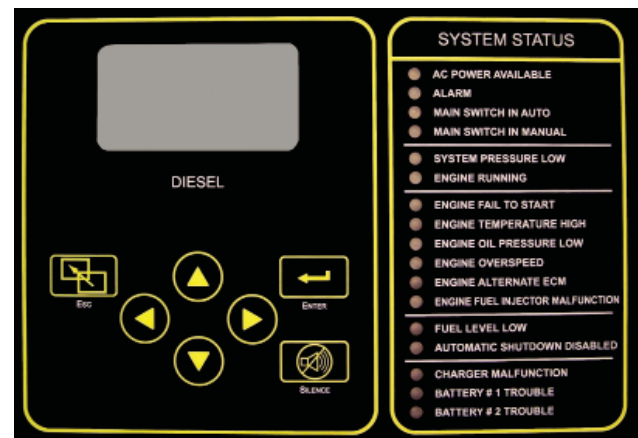 SYSTEM STATUS
AC POWER AVAILABLE
ALARM
MAIN SWITCH IN AUTO
MAIN SWITCH IN MANUAL
SYSTEM PRESSURE LOW
ENGINE RUNNING
DIESEL
ENGINE FAIL TO START
ENGINE TEMPERATURE HIGH
ENGINE OIL PRESSURE LOW
ENGINE OVERSPEED
ENGINE ALTERNATE ECM
ENGINE FUEL INJECTOR MALFUNCTION
ESC
ENTER
FUEL LEVEL LOW
AUTOMATIC SHUTDOWN DISABLED
CHARGER MALFUNCTION
SILENCE
BATTERY # 1 TROUBLE
BATTERY # 2 TROUBLE